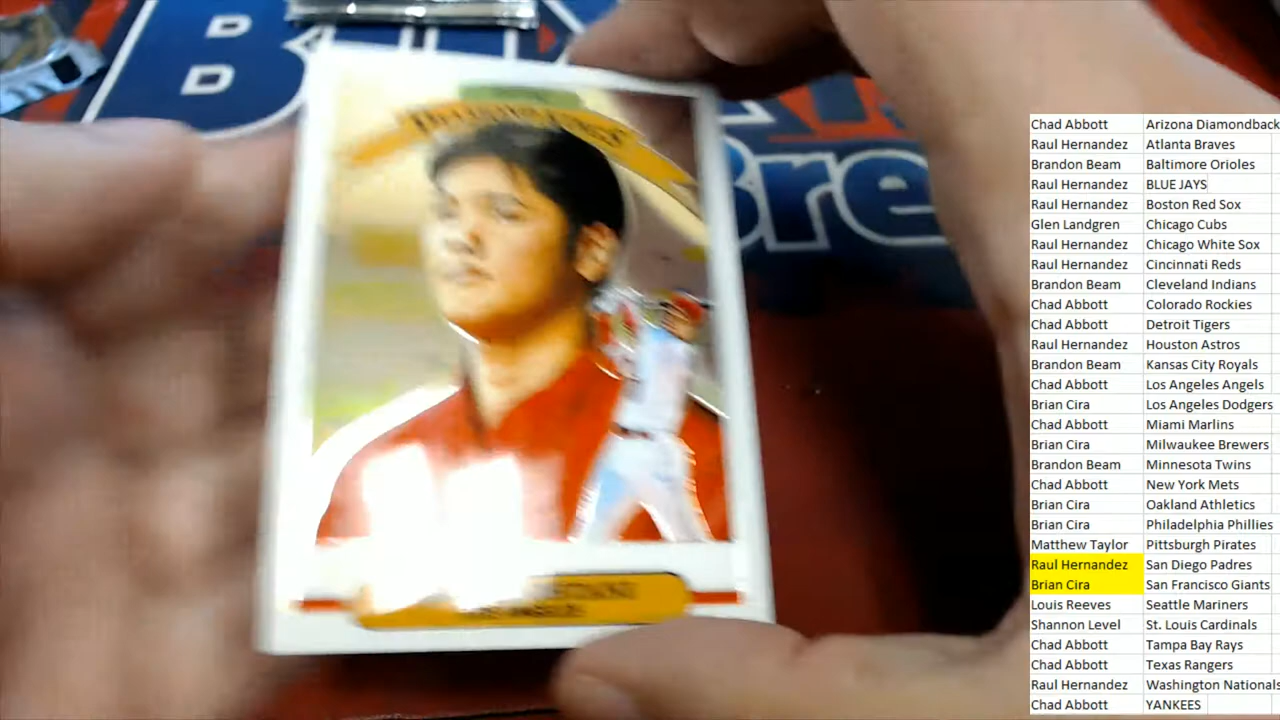 Chad Abbott Arizona Diamondback
Raul Hernandez Atlanta Braves
Brandon Beam Baltimore Orioles
Raul Hernandez BLUE JAYS
Raul Hernandez Boston Red Sox
Glen Landgren Chicago Cubs
Raul Hernandez Chicago White Sox
Raul Hernandez Cincinnati Reds
Brandon Beam Cleveland Indians
Chad Abbott Colorado Rockies
Chad Abbott Detroit Tigers
Raul Hernandez Houston Astros
Brandon Beam Kansas City Royals
Chad Abbott Los Angeles Angels
Brian Cira Los Angeles Dodgers
Chad Abbott Miami Marlins
Brian Cira Milwaukee Brewers
Brandon Beam Minnesota Twins
Chad Abbott New York Mets
Brian Cira Oakland Athletics
Brian Cira Philadelphia Phillies
Matthew Taylor Pittsburgh Pirates
Raul Hernandez San Diego Padres
Brian Cira San Francisco Giants
Louis Reeves Seattle Mariners
Shannon Level St. Louis Cardinals
Chad Abbott Tampa Bay Rays
Chad Abbott Texas Rangers
Raul Hernandez Washington Nationals
Chad Abbott YANKEES